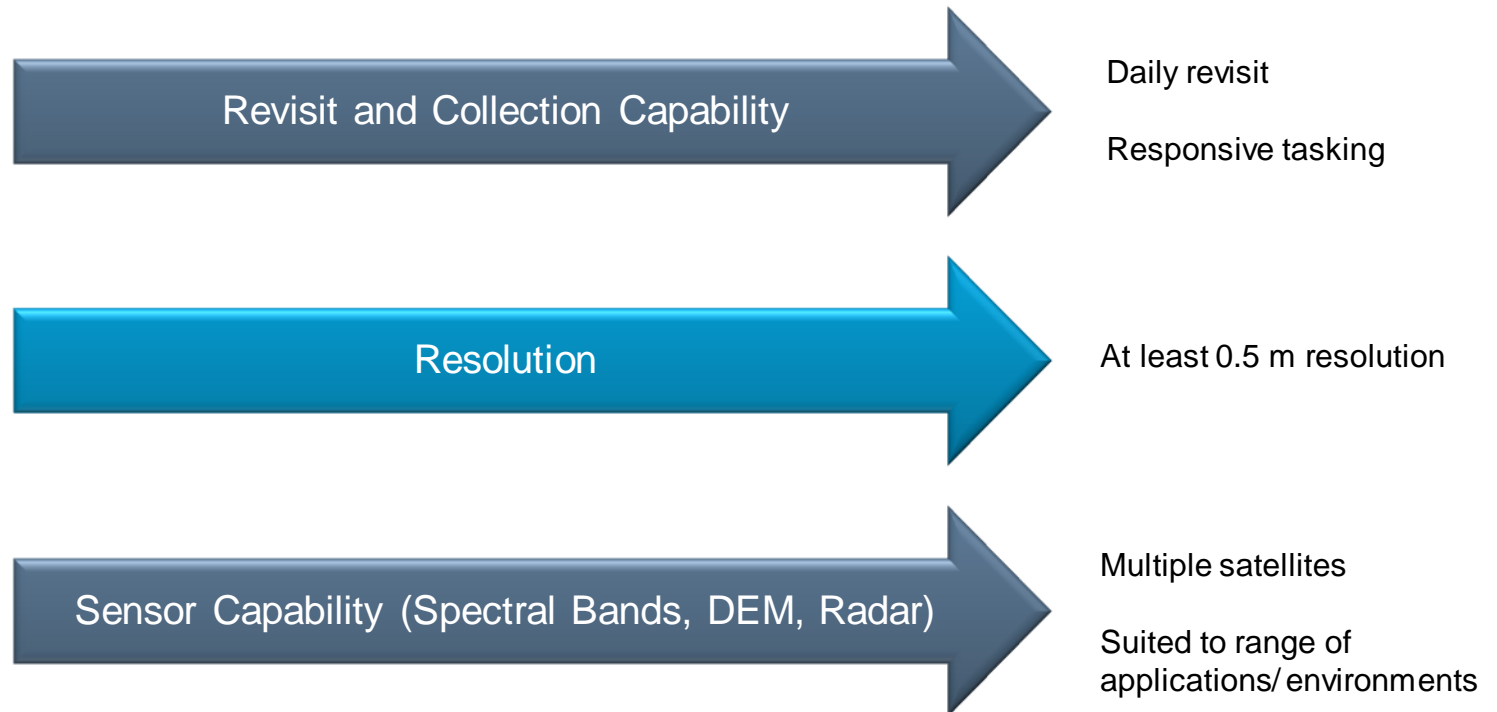 Revisit and Collection Capability
Daily revisit
Responsive tasking
Resolution
At least 0.5 m resolution
Sensor Capability (Spectral Bands, DEM, Radar)
Multiple satellites
Suited to range of
applications/ environments